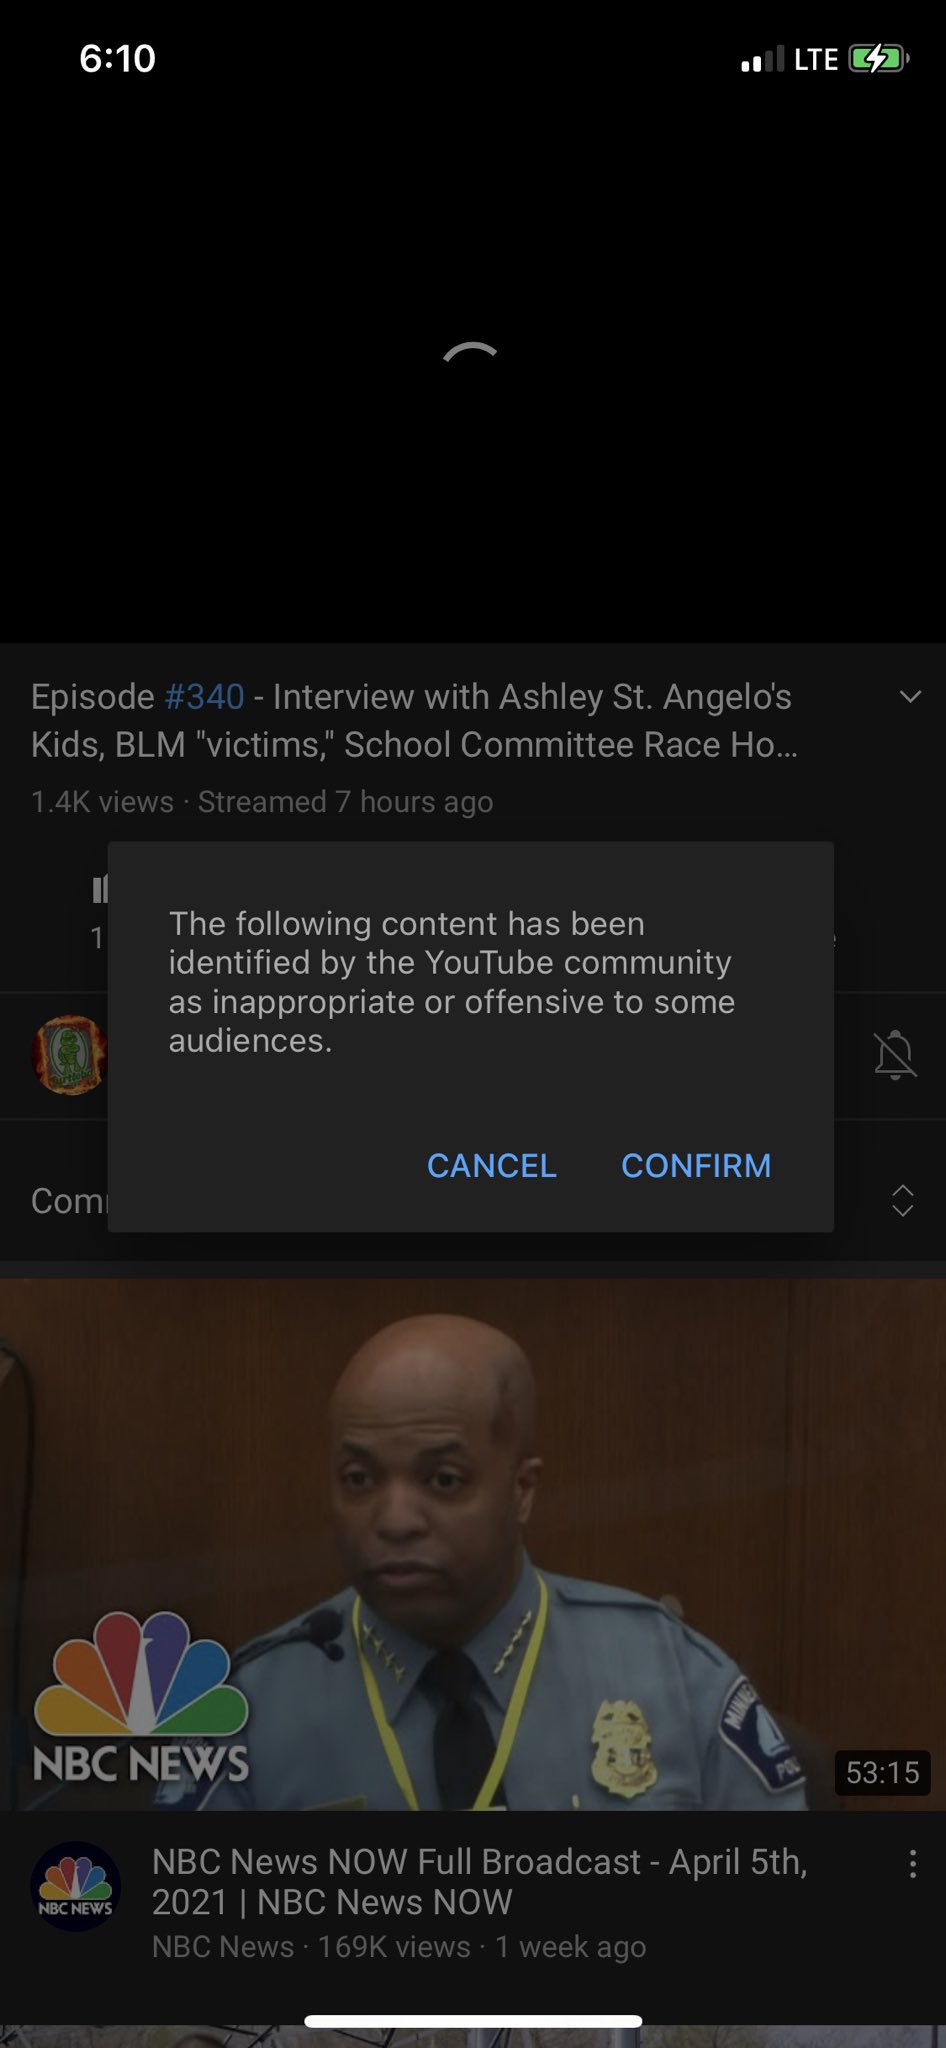 6:10
LTE
Episode #340 - Interview with Ashley St. Angelo's
Kids, BLM "victims," School Committee Race Ho...
1.4K views · Streamed 7 hours ago
1
The following content has been
identified by the YouTube community
as inappropriate or offensive to some
audiences.
CANCEL
CONFIRM
Com
NBC NEWS
53:15
NBC News NOW Full Broadcast - April 5th,
2021 | NBC News NOW
NBC NEWS
NBC News · 169K views · 1 week ago